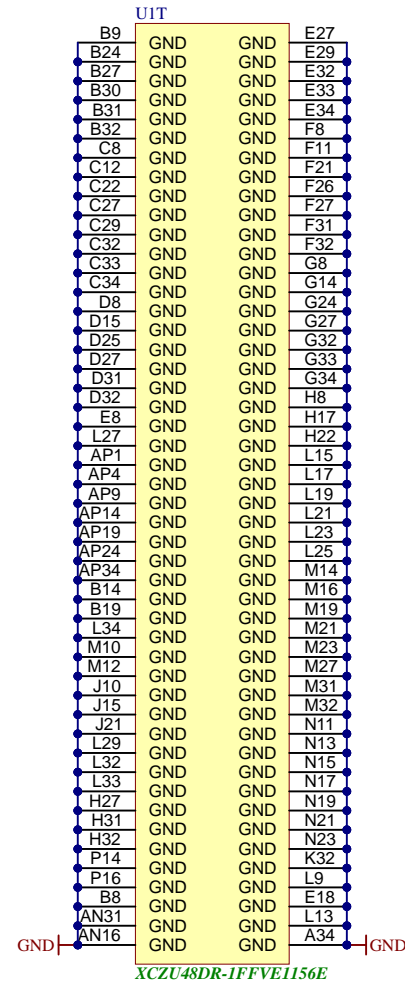 U1T
B9 GND GND E27
B24 GND GND E29
B27 GND GND E32
B30 GND GND E33
B31 GND GND E34
B32 GND GND F8
C8 GND GND F11
C12 GND GND F21
C22 GND GND F26
C27 GND GND F27
C29 GND GND F31
C32 GND GND F32
C33 GND GND G8
C34 GND GND G14
D8 GND GND G24
D15 GND GND G27
D25 GND GND G32
D27 GND GND G33
D31 GND GND G34
D32 GND GND H8
E8 GND GND H17
L27 GND GND H22
AP1 GND GND L15
AP4 GND GND L17
AP9 GND GND L19
AP14 GND GND L21
AP19 GND GND L23
AP24 GND GND L25
AP34 GND GND M14
B14 GND GND M16
B19 GND GND M19
L34 GND GND M21
M10 GND GND M23
M12 GND GND M27
J10 GND GND M31
J15 GND GND M32
J21 GND GND N11
L29 GND GND N13
L32 GND GND N15
L33 GND GND N17
H27 GND GND N19
H31 GND GND N21
H32 GND GND N23
P14 GND GND K32
P16 GND GND L9
B8 GND GND E18
AN31 GND GND L13
GND AN16 GND GND A34 GND
XCZU48DR-1FFVE1156E